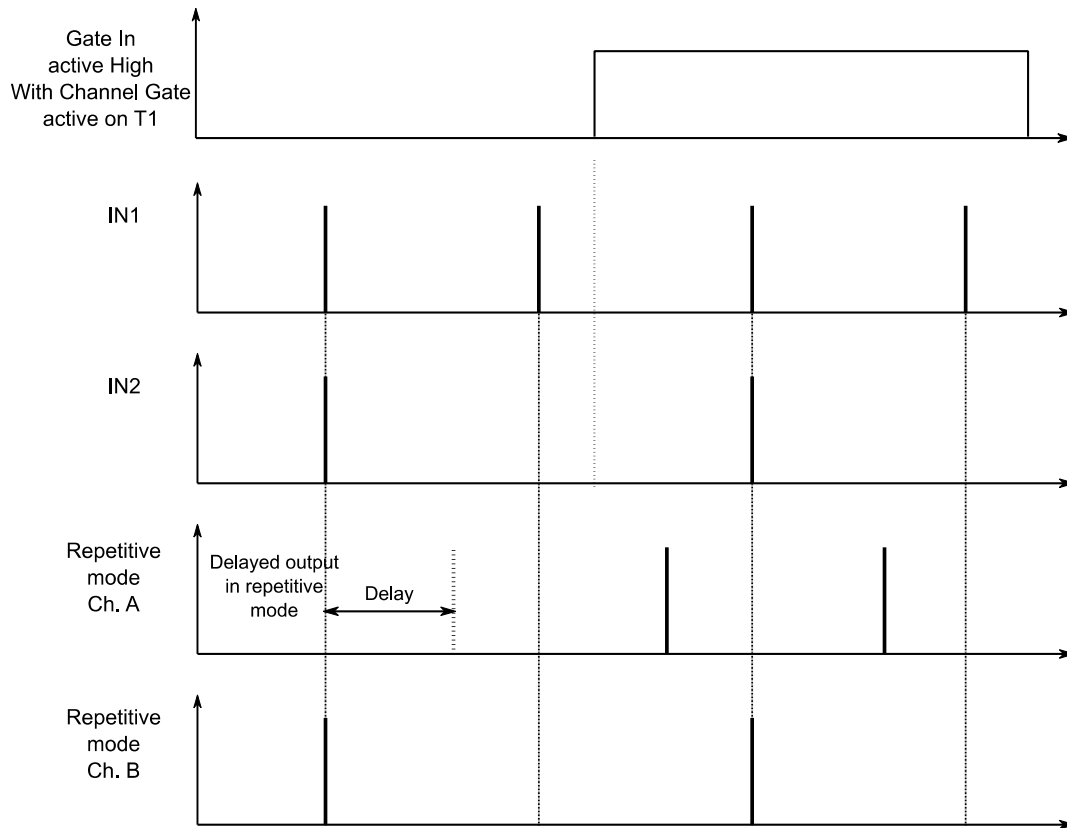 Gate In
active High
With Channel Gate
active on T1
IN1
IN2
Repetitive
mode
Ch. A
Delayed output
in repetitive
mode
Delay
Repetitive
mode
Ch. B